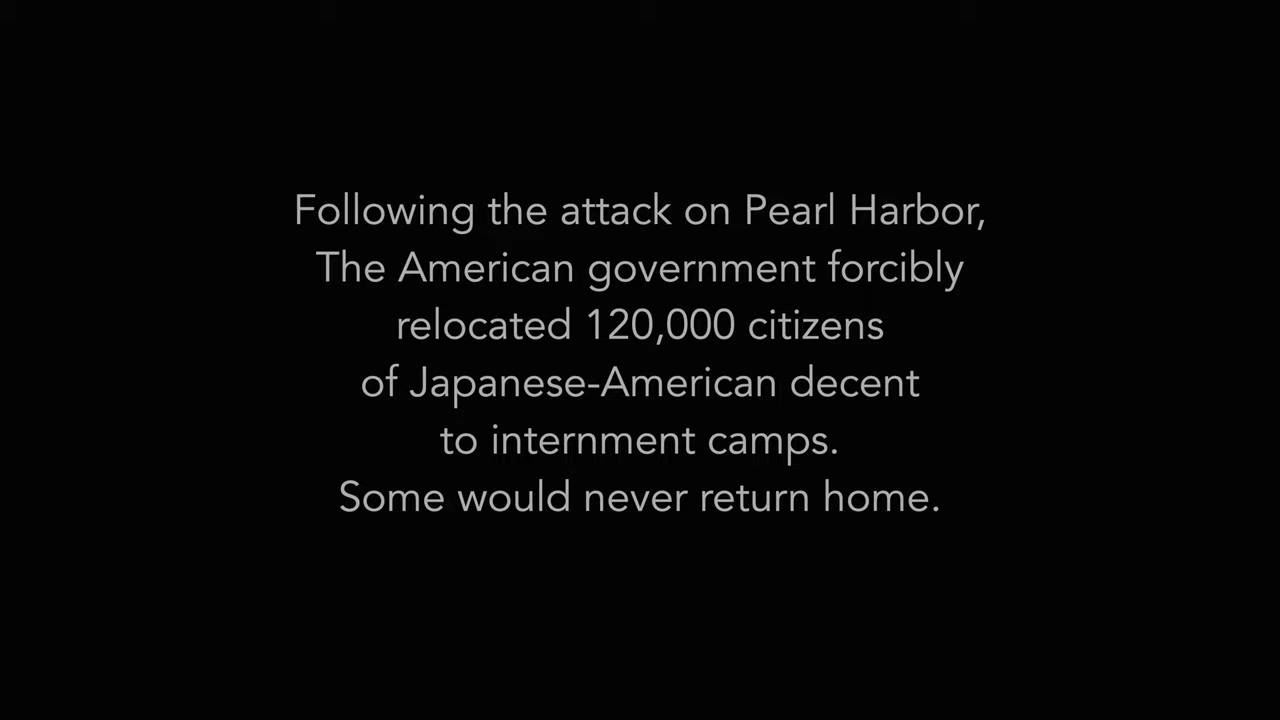 Following the attack on Pearl Harbor,
The American government forcibly
relocated 120,000 citizens
of Japanese-American decent
to internment camps.
Some would never return home.